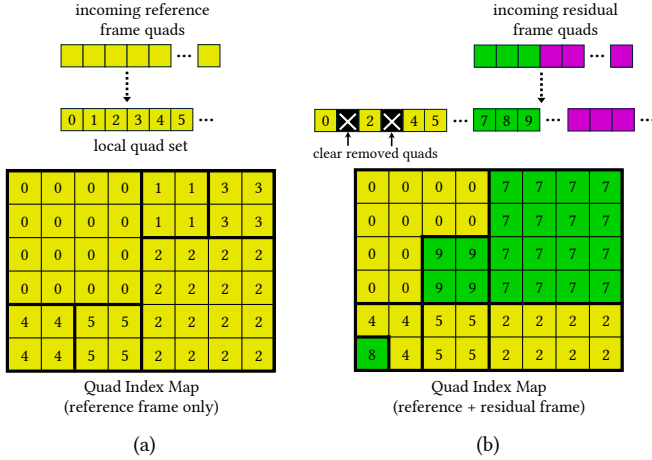 incoming reference
frame quads
...
0 1 2 3 4 5 ...
local quad set
0 0 0 0 1 1 3 3
0 0 0 0 1 1 3 3
0 0 0 0 2 2 2 2
0 0 0 0 2 2 2 2
4 4 5 5 2 2 2 2
4 4 5 5 2 2 2 2
Quad Index Map
(reference frame only)
(a)
incoming residual
frame quads
...
0 2 4 5 ... 7 8 9 ... ...
clear removed quads
0 0 0 0 7 7 7 7
0 0 0 0 7 7 7 7
0 0 9 9 7 7 7 7
0 0 9 9 7 7 7 7
4 4 5 5 2 2 2 2
8 4 5 5 2 2 2 2
Quad Index Map
(reference + residual frame)
(b)